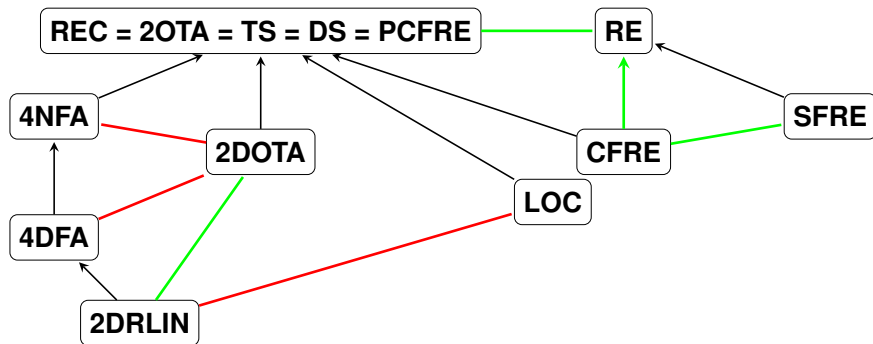 REC = 2OTA = TS = DS = PCFRE
RE
4NFA
SFRE
2DOTA
CFRE
LOC
4DFA
2DRLIN